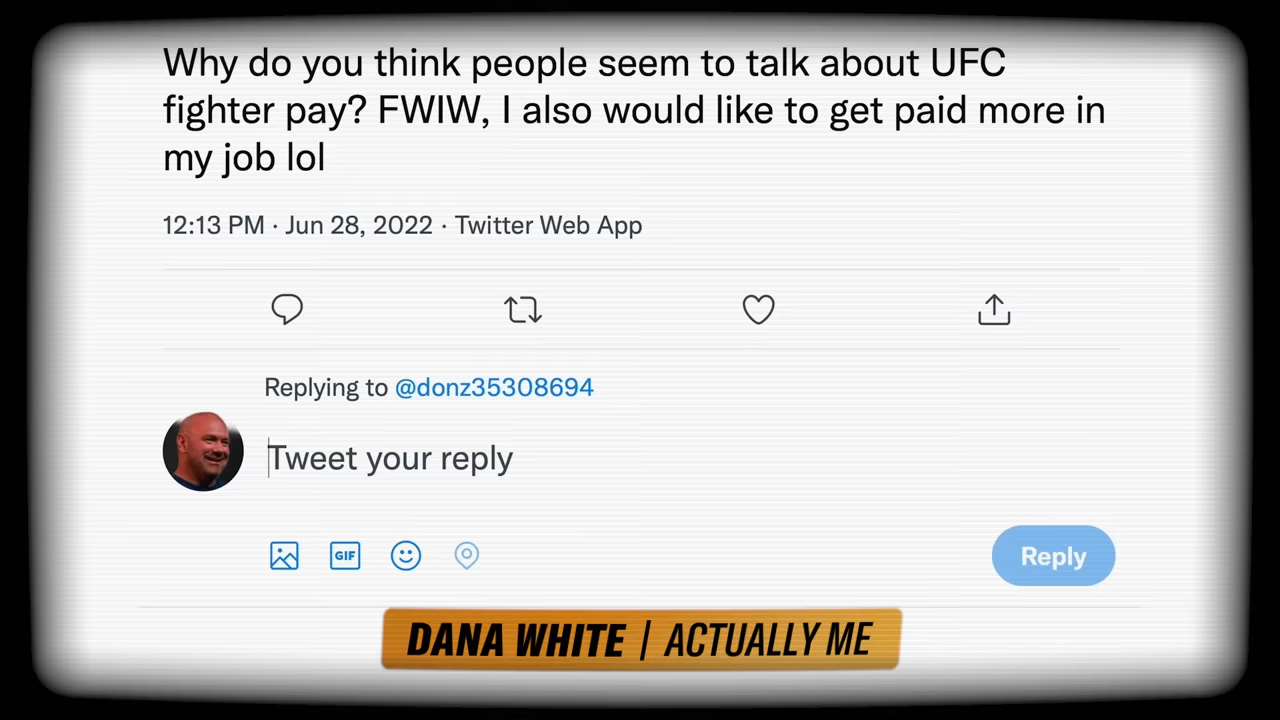 Why do you think people seem to talk about UFC
fighter pay? FWIW, I also would like to get paid more in
my job lol
12:13 PM · Jun 28, 2022 · Twitter Web App
Replying to @donz35308694
Tweet your reply
GIF
Reply
DANA WHITE | ACTUALLY ME